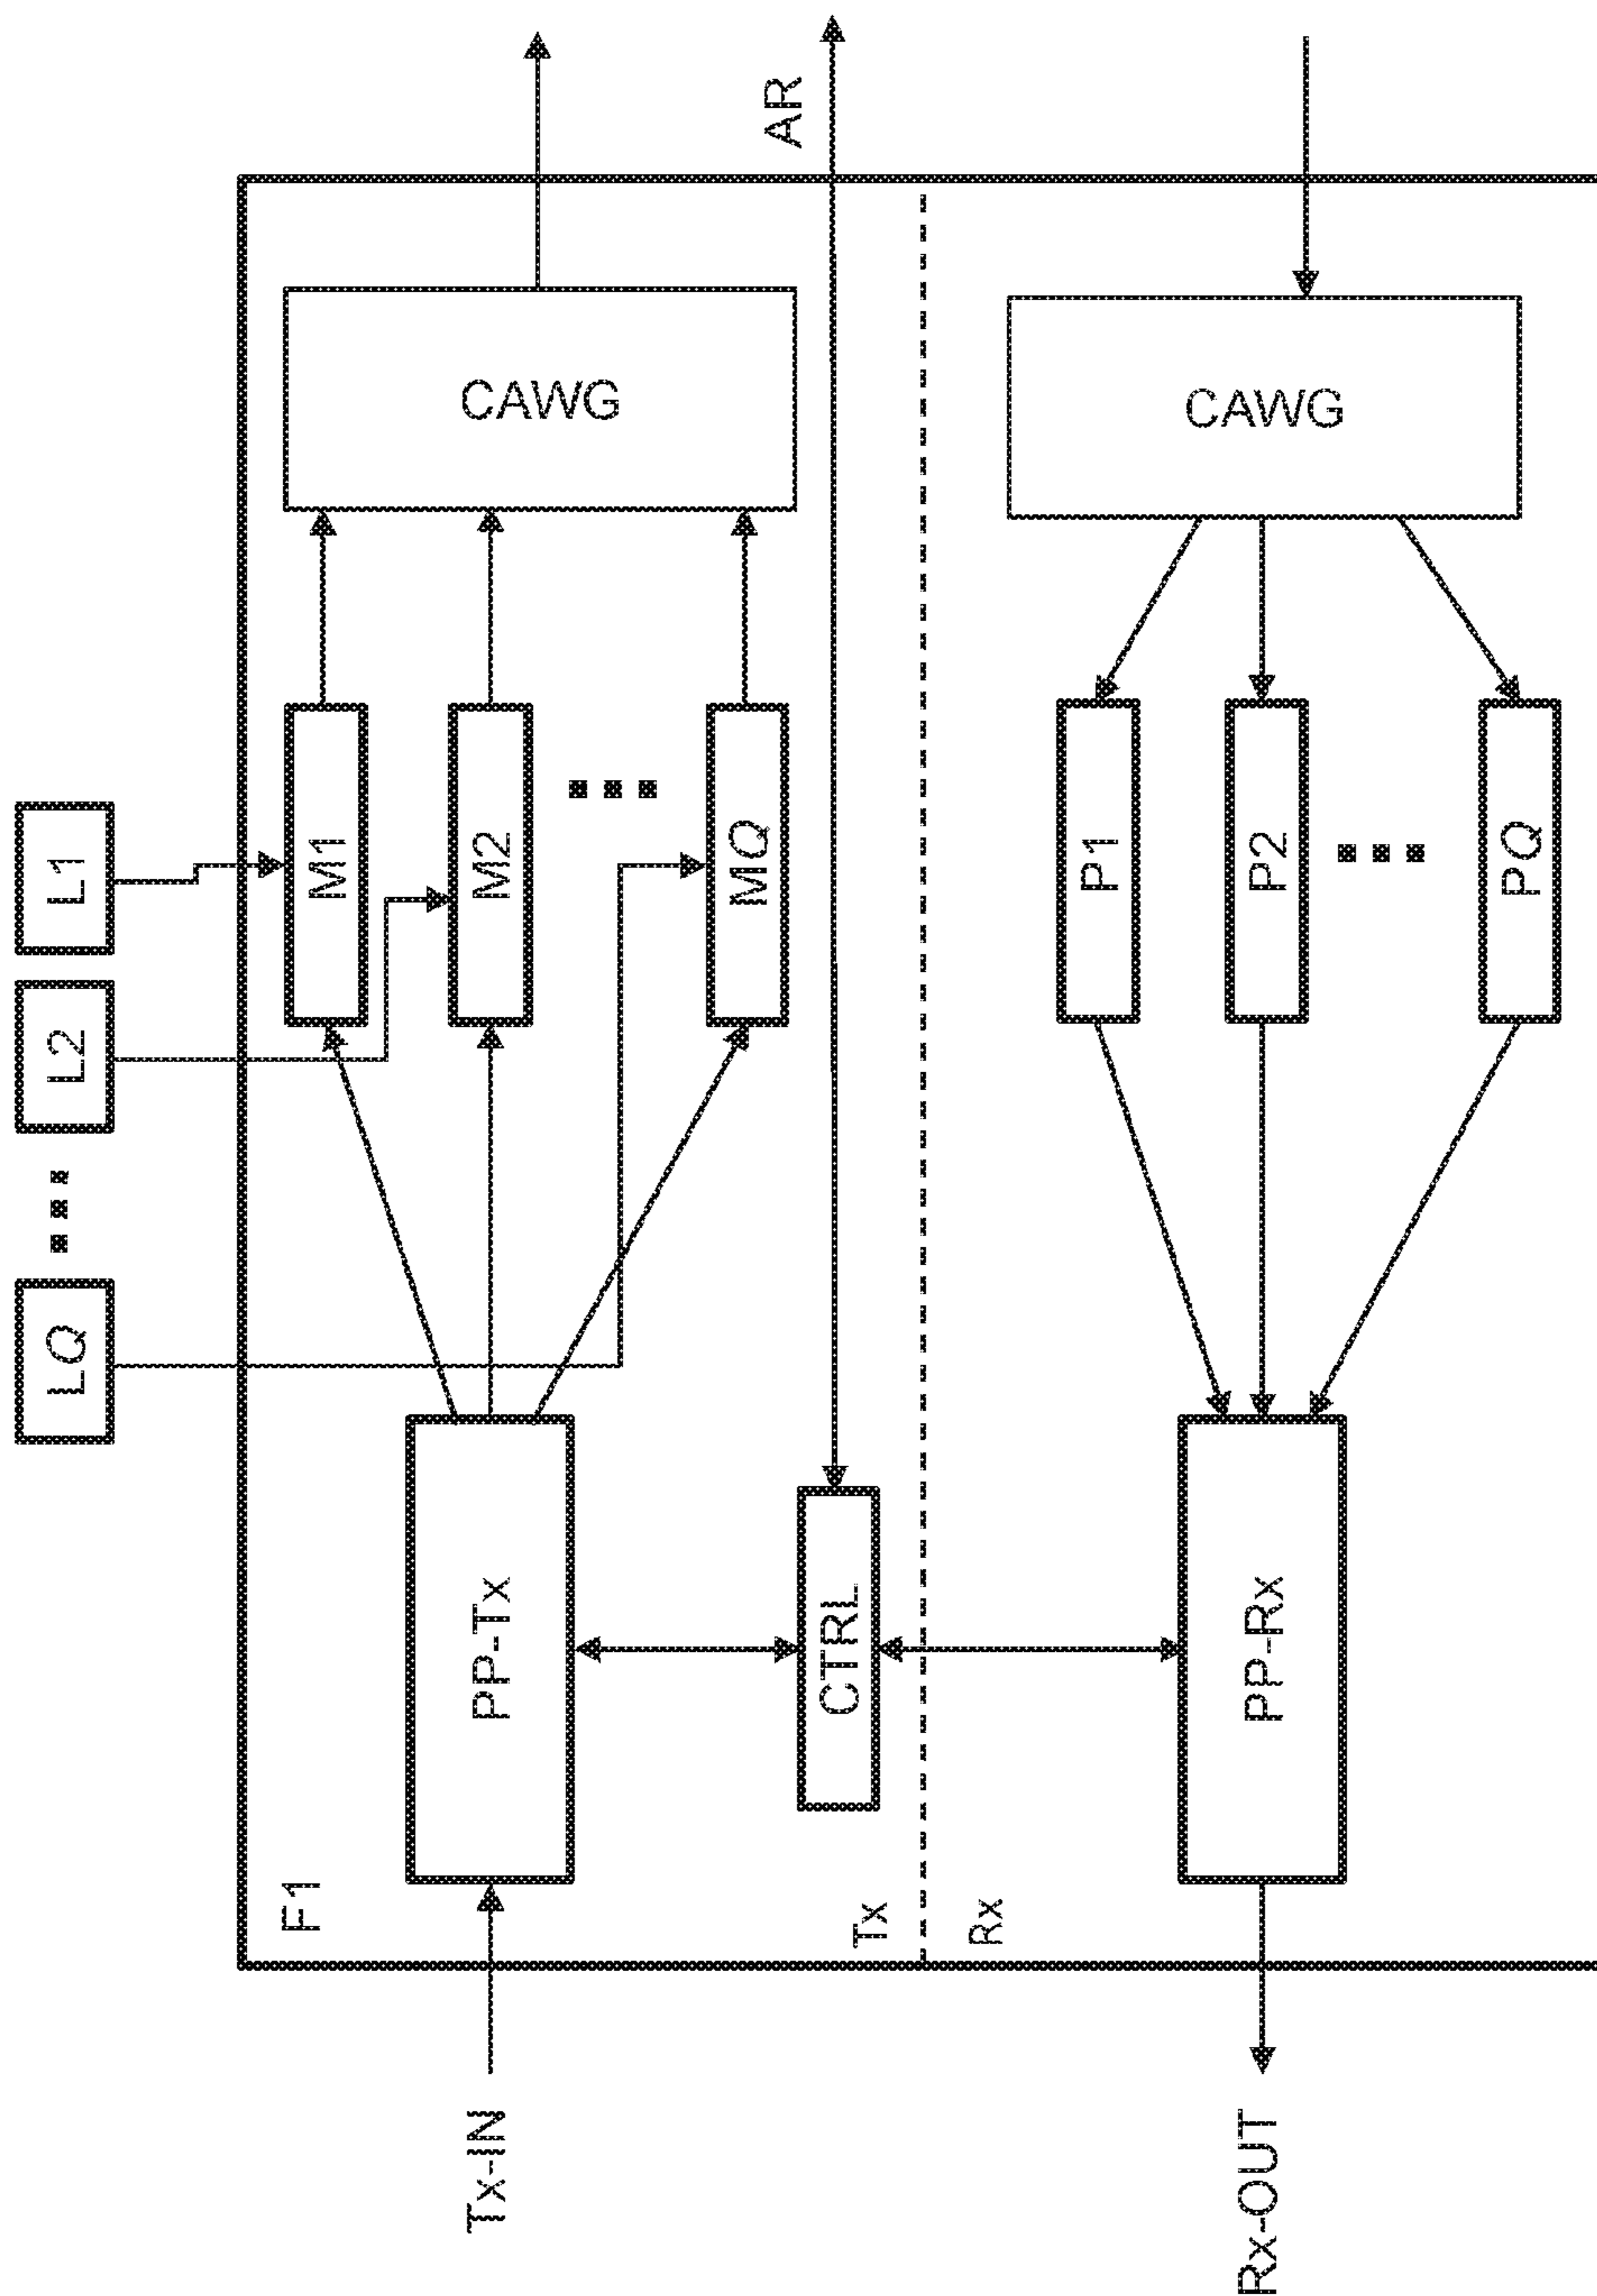 LQ
L2
L1
F1
Tx-IN
PP-Tx
M1
M2
MQ
CAWG
AR
CTRL
Tx
Rx
Rx-OUT
PP-Rx
P1
P2
PQ
CAWG